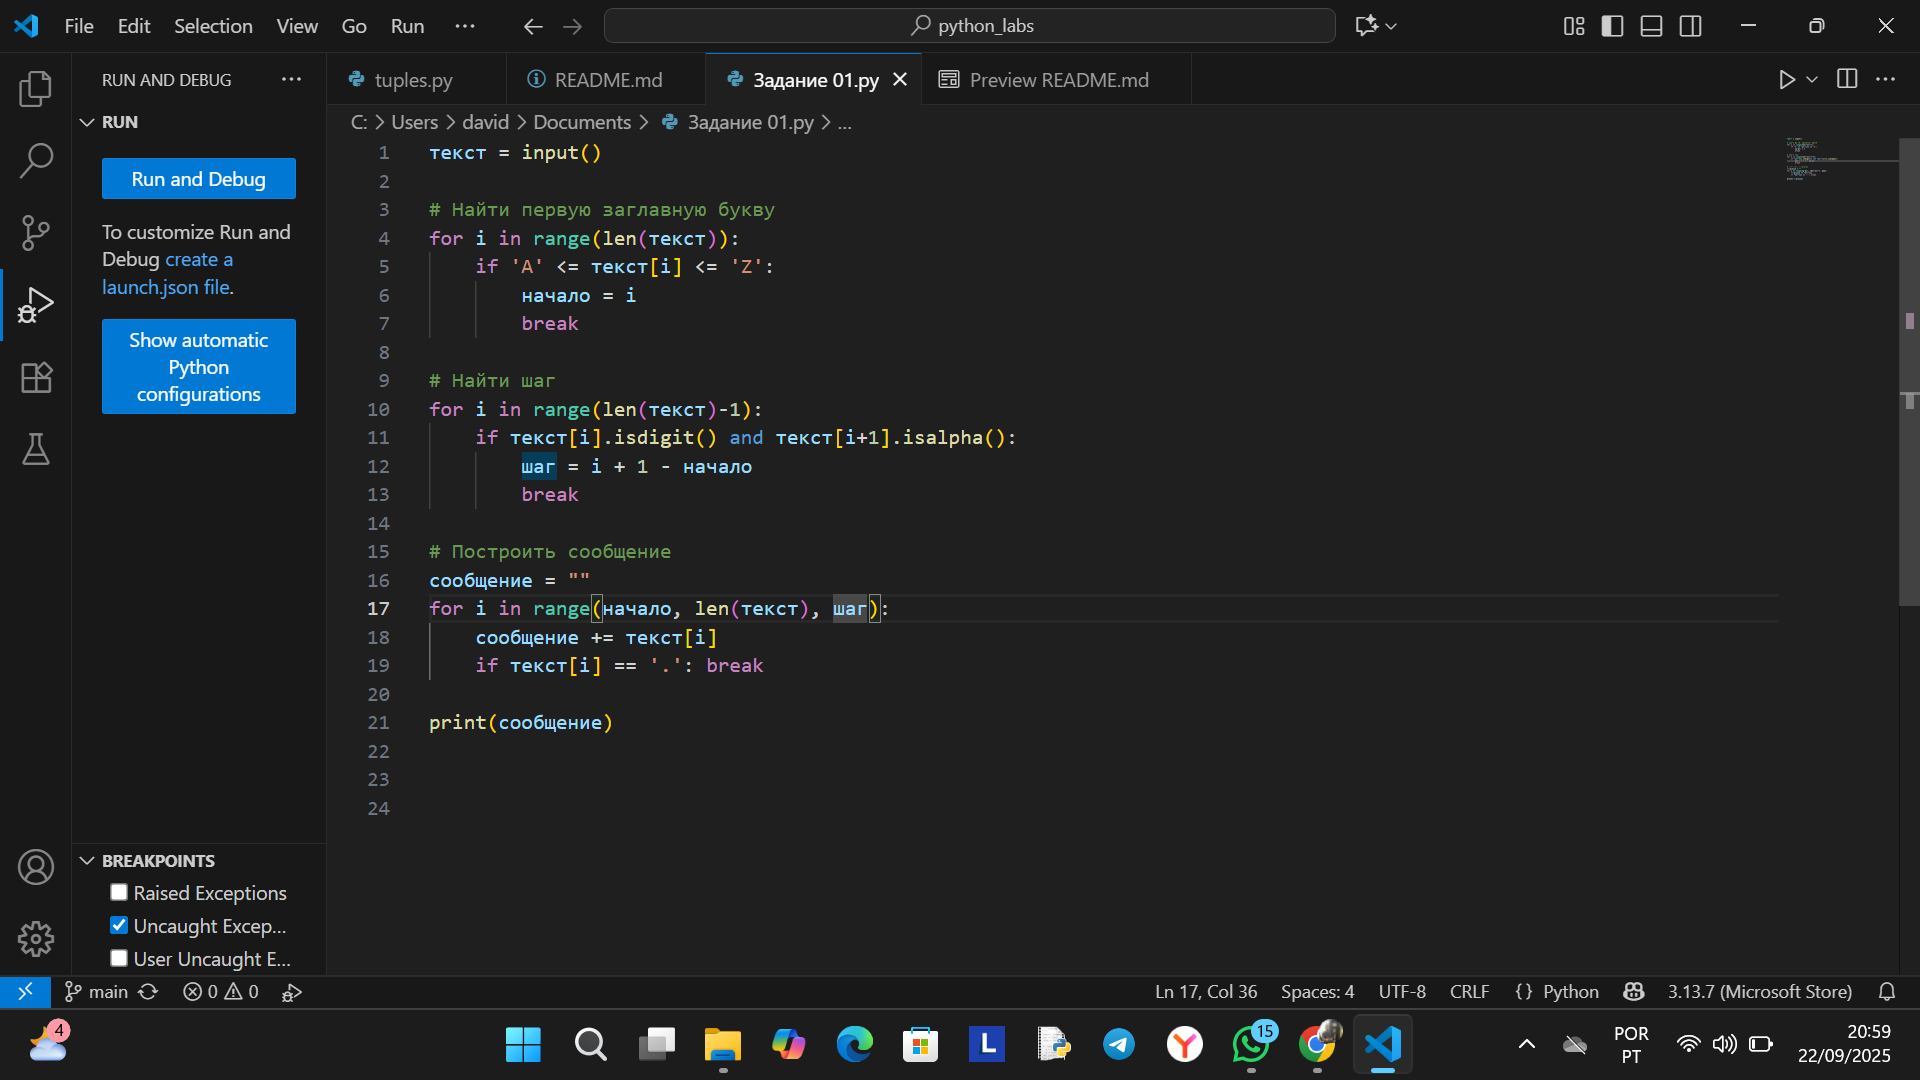 File Edit Selection View Go Run ··· python_labs
RUN AND DEBUG ···
tuples.py README.md Задание 01.py Preview README.md
C: > Users > david > Documents > Задание 01.py > ...
RUN
Run and Debug
To customize Run and
Debug create a
launch.json file.
Show automatic
Python
configurations
1 текст = input()
2
3 # Найти первую заглавную букву
4 for i in range(len(текст)):
5 if 'A' <= текст[i] <= 'Z':
6 начало = i
7 break
8
9 # Найти шаг
10 for i in range(len(текст)-1):
11 if текст[i].isdigit() and текст[i+1].isalpha():
12 шаг = i + 1 - начало
13 break
14
15 # Построить сообщение
16 сообщение = ""
17 for i in range(начало, len(текст), шаг):
18 сообщение += текст[i]
19 if текст[i] == '.': break
20
21 print(сообщение)
22
23
24
BREAKPOINTS
Raised Exceptions
Uncaught Excep...
User Uncaught E...
main 0 0 Ln 17, Col 36 Spaces: 4 UTF-8 CRLF {} Python 3.13.7 (Microsoft Store)
4 L 15 POR
PT
20:59
22/09/2025